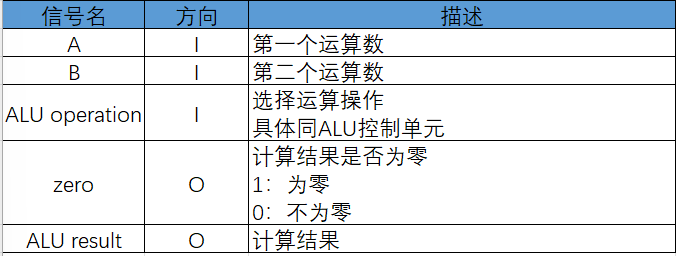 信号名 方向 描述
A I 第一个运算数
B I 第二个运算数
ALU operation I 选择运算操作
具体同ALU控制单元
zero O 计算结果是否为零
1：为零
0：不为零
ALU result O 计算结果